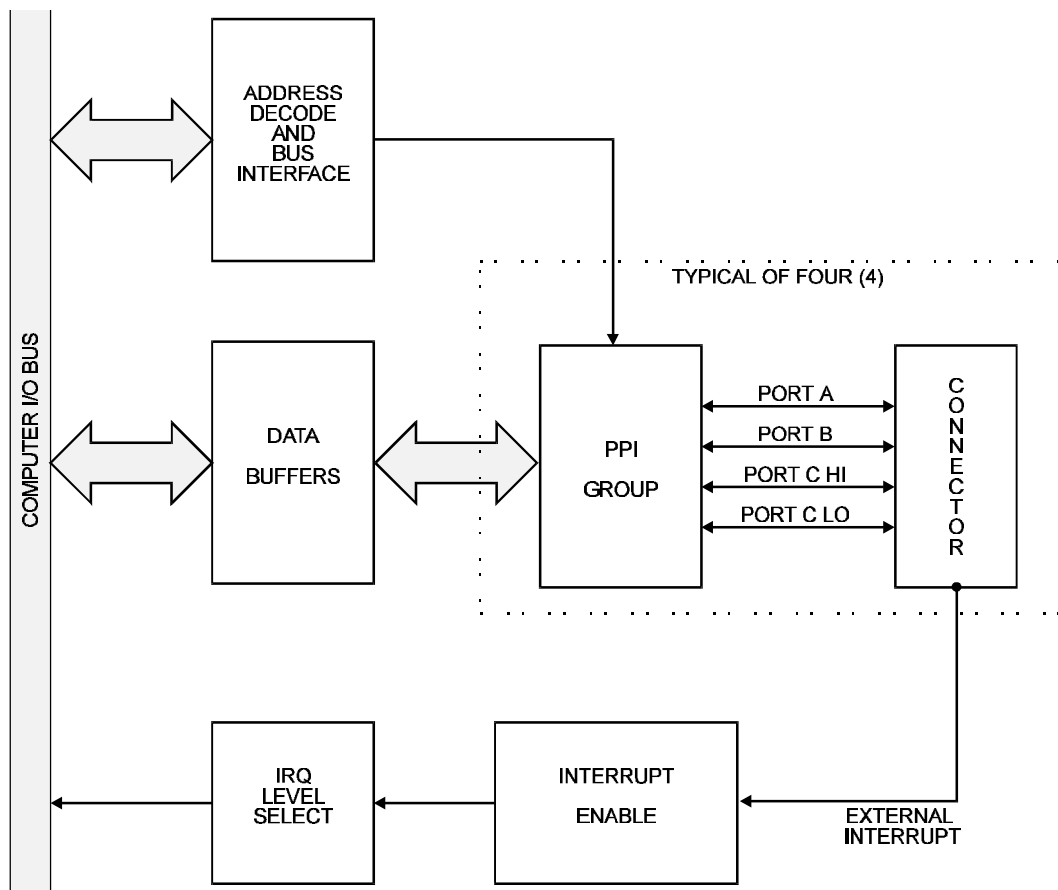 COMPUTER I/O BUS
ADDRESS
DECODE
AND
BUS
INTERFACE
TYPICAL OF FOUR (4)
DATA
BUFFERS
PPI
GROUP
PORT A
PORT B
PORT C HI
PORT C LO
CONNECTOR
IRQ
LEVEL
SELECT
INTERRUPT
ENABLE
EXTERNAL
INTERRUPT